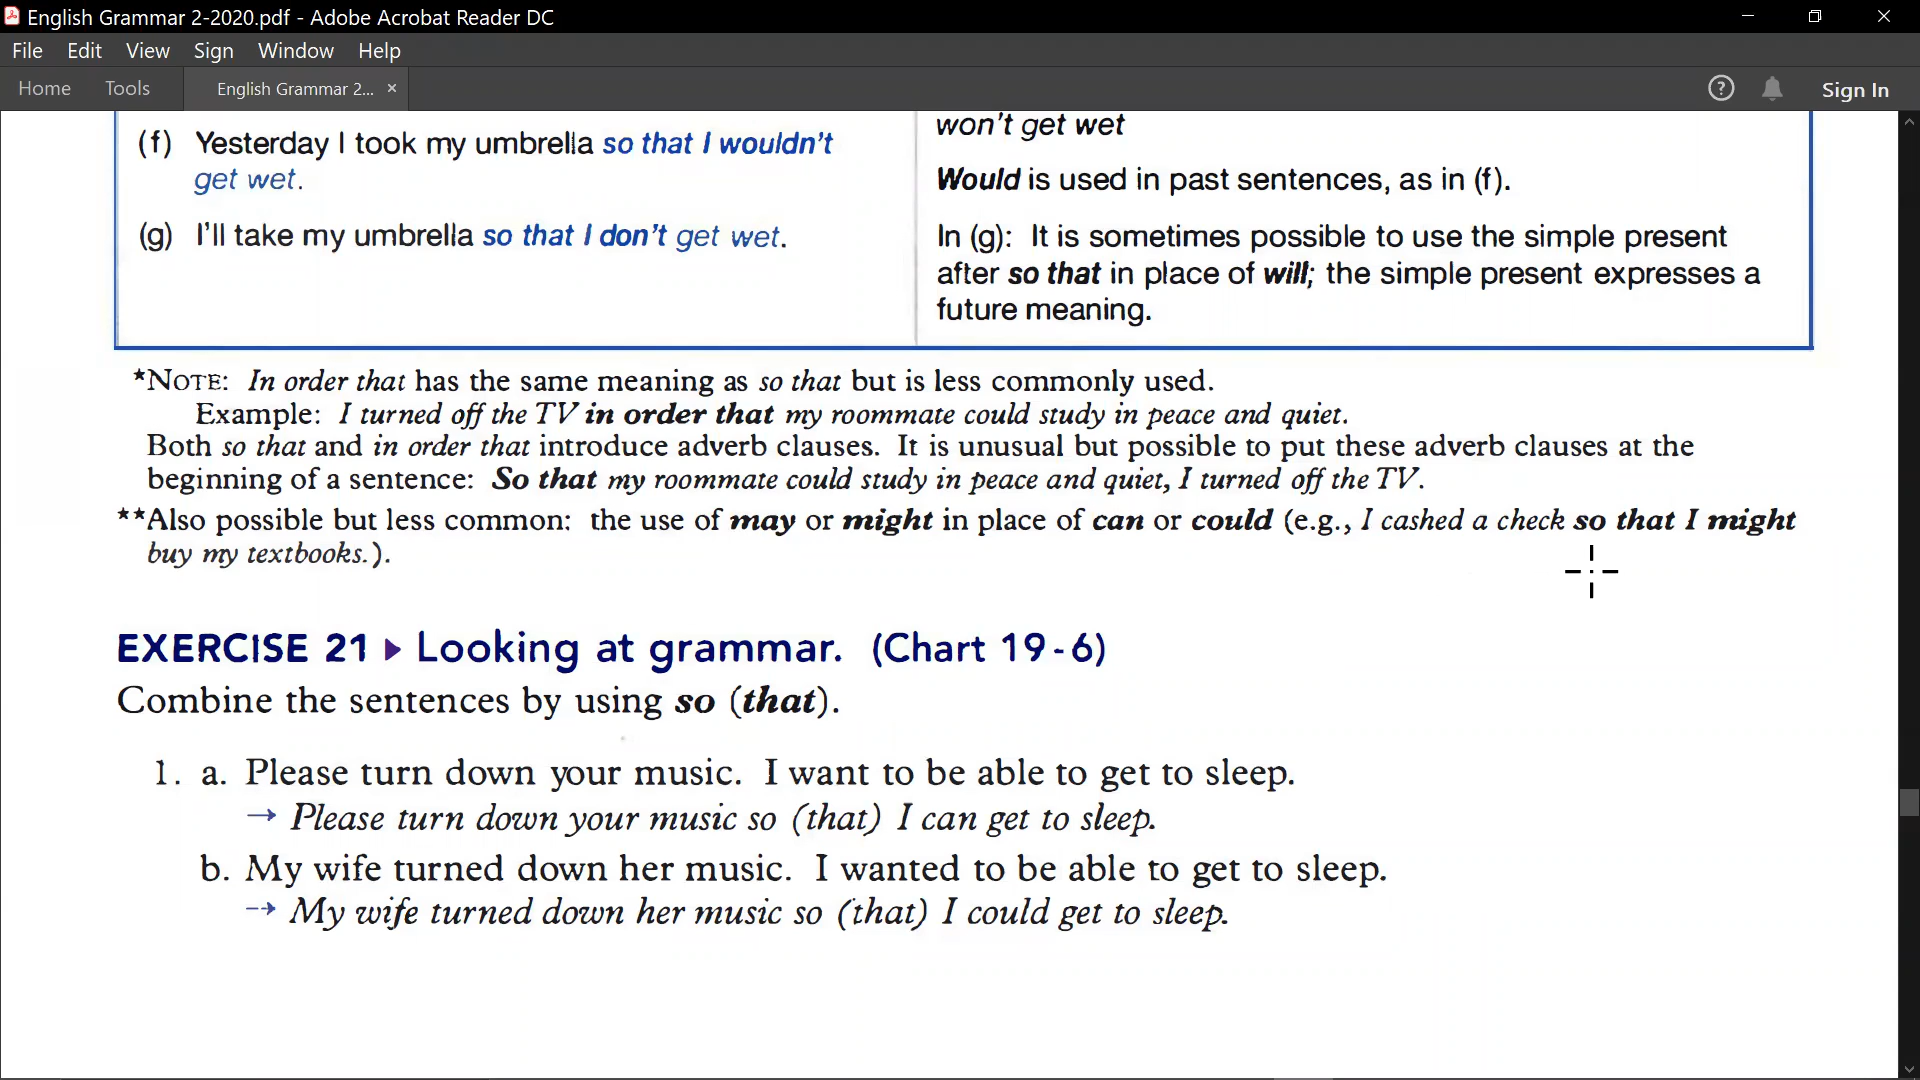 English Grammar 2-2020.pdf - Adobe Acrobat Reader DC
File Edit View Sign Window Help
Home Tools English Grammar 2... × ? Sign In
won't get wet
(f) Yesterday I took my umbrella so that I wouldn't
get wet.
Would is used in past sentences, as in (f).
(g) I'll take my umbrella so that I don't get wet.
In (g): It is sometimes possible to use the simple present
after so that in place of will; the simple present expresses a
future meaning.
*NOTE: In order that has the same meaning as so that but is less commonly used.
Example: I turned off the TV in order that my roommate could study in peace and quiet.
Both so that and in order that introduce adverb clauses. It is unusual but possible to put these adverb clauses at the
beginning of a sentence: So that my roommate could study in peace and quiet, I turned off the TV.
**Also possible but less common: the use of may or might in place of can or could (e.g., I cashed a check so that I might
buy my textbooks.).
EXERCISE 21 ▸ Looking at grammar. (Chart 19-6)
Combine the sentences by using so (that).
1. a. Please turn down your music. I want to be able to get to sleep.
→ Please turn down your music so (that) I can get to sleep.
b. My wife turned down her music. I wanted to be able to get to sleep.
→ My wife turned down her music so (that) I could get to sleep.